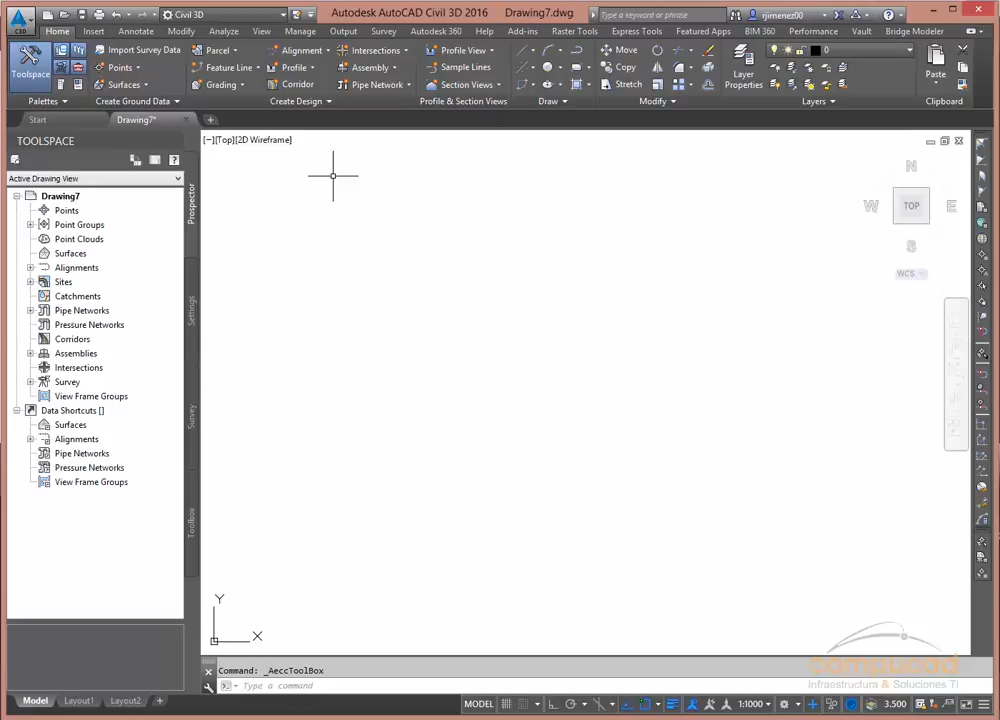 Civil 3D
Autodesk AutoCAD Civil 3D 2016 Drawing7.dwg
Type a keyword or phrase
rjimenez00
C3D
Home Insert Annotate Modify Analyze View Manage Output Survey Autodesk 360 Help Add-ins Raster Tools Express Tools Featured Apps BIM 360 Performance Vault Bridge Modeler
Toolspace
Import Survey Data
Points
Surfaces
Parcel
Feature Line
Grading
Alignment
Profile
Corridor
Intersections
Assembly
Pipe Network
Profile View
Sample Lines
Section Views
Move
Copy
Stretch
Layer
Properties
0
Paste
Palettes Create Ground Data Create Design Profile & Section Views Draw Modify Layers Clipboard
Start Drawing7*
TOOLSPACE
Active Drawing View
Drawing7
Points
Point Groups
Point Clouds
Surfaces
Alignments
Sites
Catchments
Pipe Networks
Pressure Networks
Corridors
Assemblies
Intersections
Survey
View Frame Groups
Data Shortcuts []
Surfaces
Alignments
Pipe Networks
Pressure Networks
View Frame Groups
Prospector
Settings
Survey
Toolbox
[−][Top][2D Wireframe]
N
W TOP E
S
WCS
Y
X
Command: _AeccToolBox
Type a command
compucad
Infraestructura & Soluciones TI
Model Layout1 Layout2 +
MODEL 1:1000 3.500